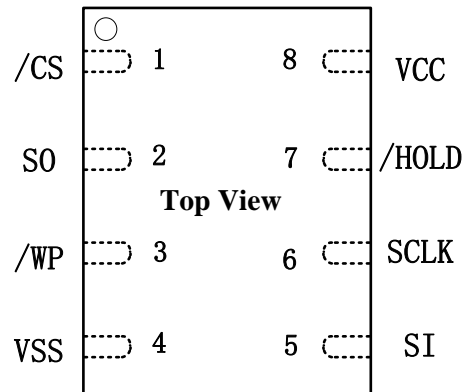 /CS 1 8 VCC
SO 2 7 /HOLD
Top View
/WP 3 6 SCLK
VSS 4 5 SI